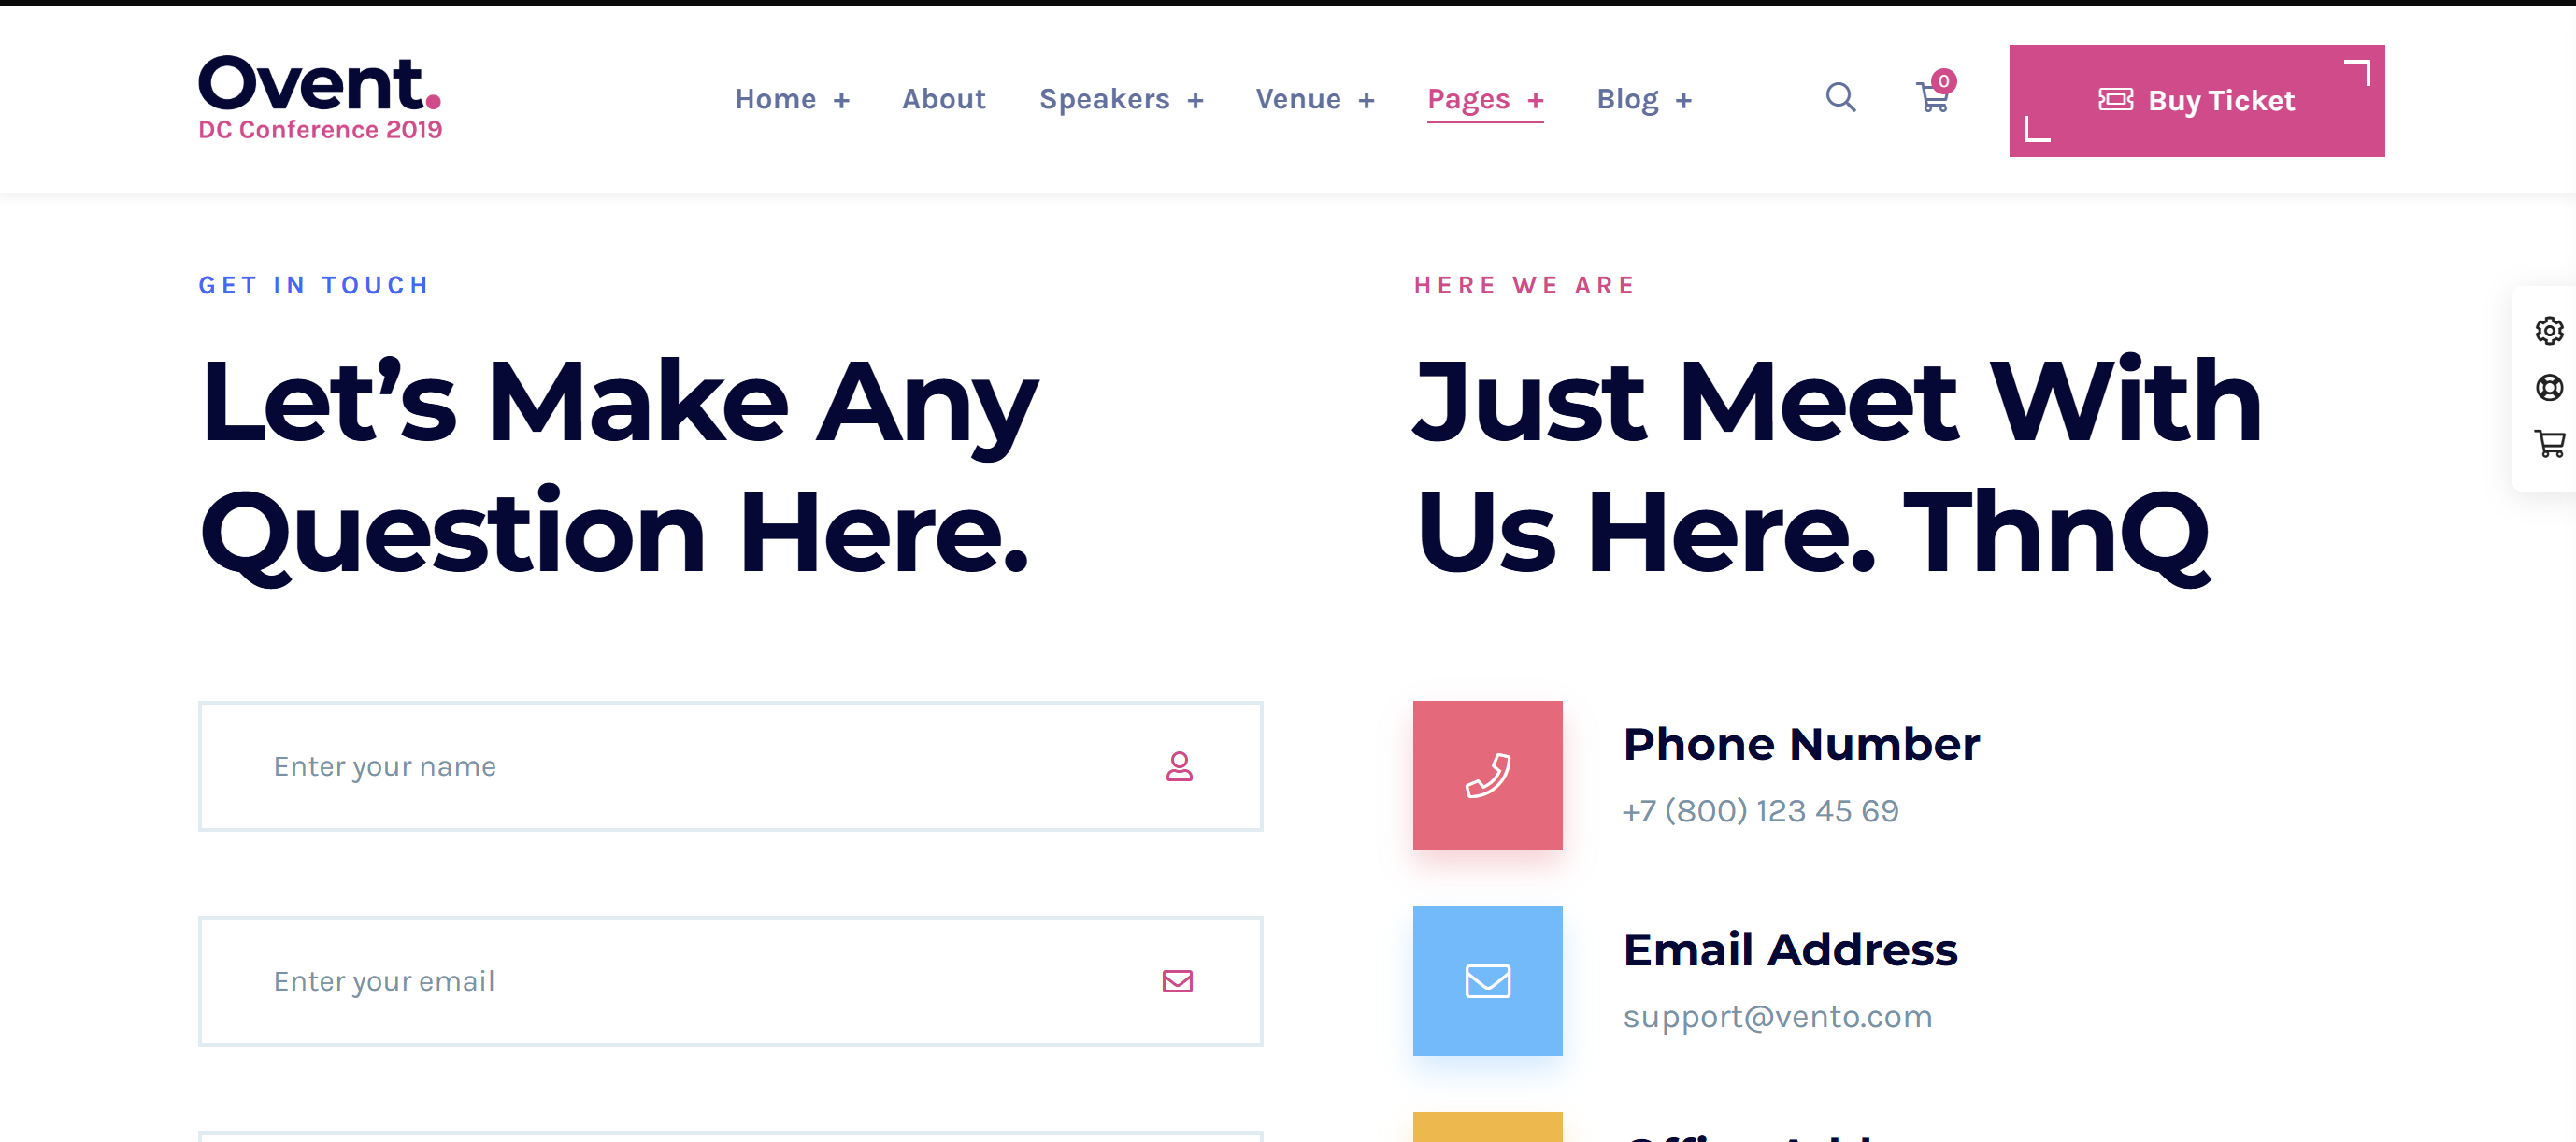 Ovent.
DC Conference 2019
Home +
About
Speakers +
Venue +
Pages +
Blog +
0
Buy Ticket
GET IN TOUCH
Let’s Make Any
Question Here.
Enter your name
Enter your email
HERE WE ARE
Just Meet With
Us Here. ThnQ
Phone Number
+7 (800) 123 45 69
Email Address
support@vento.com